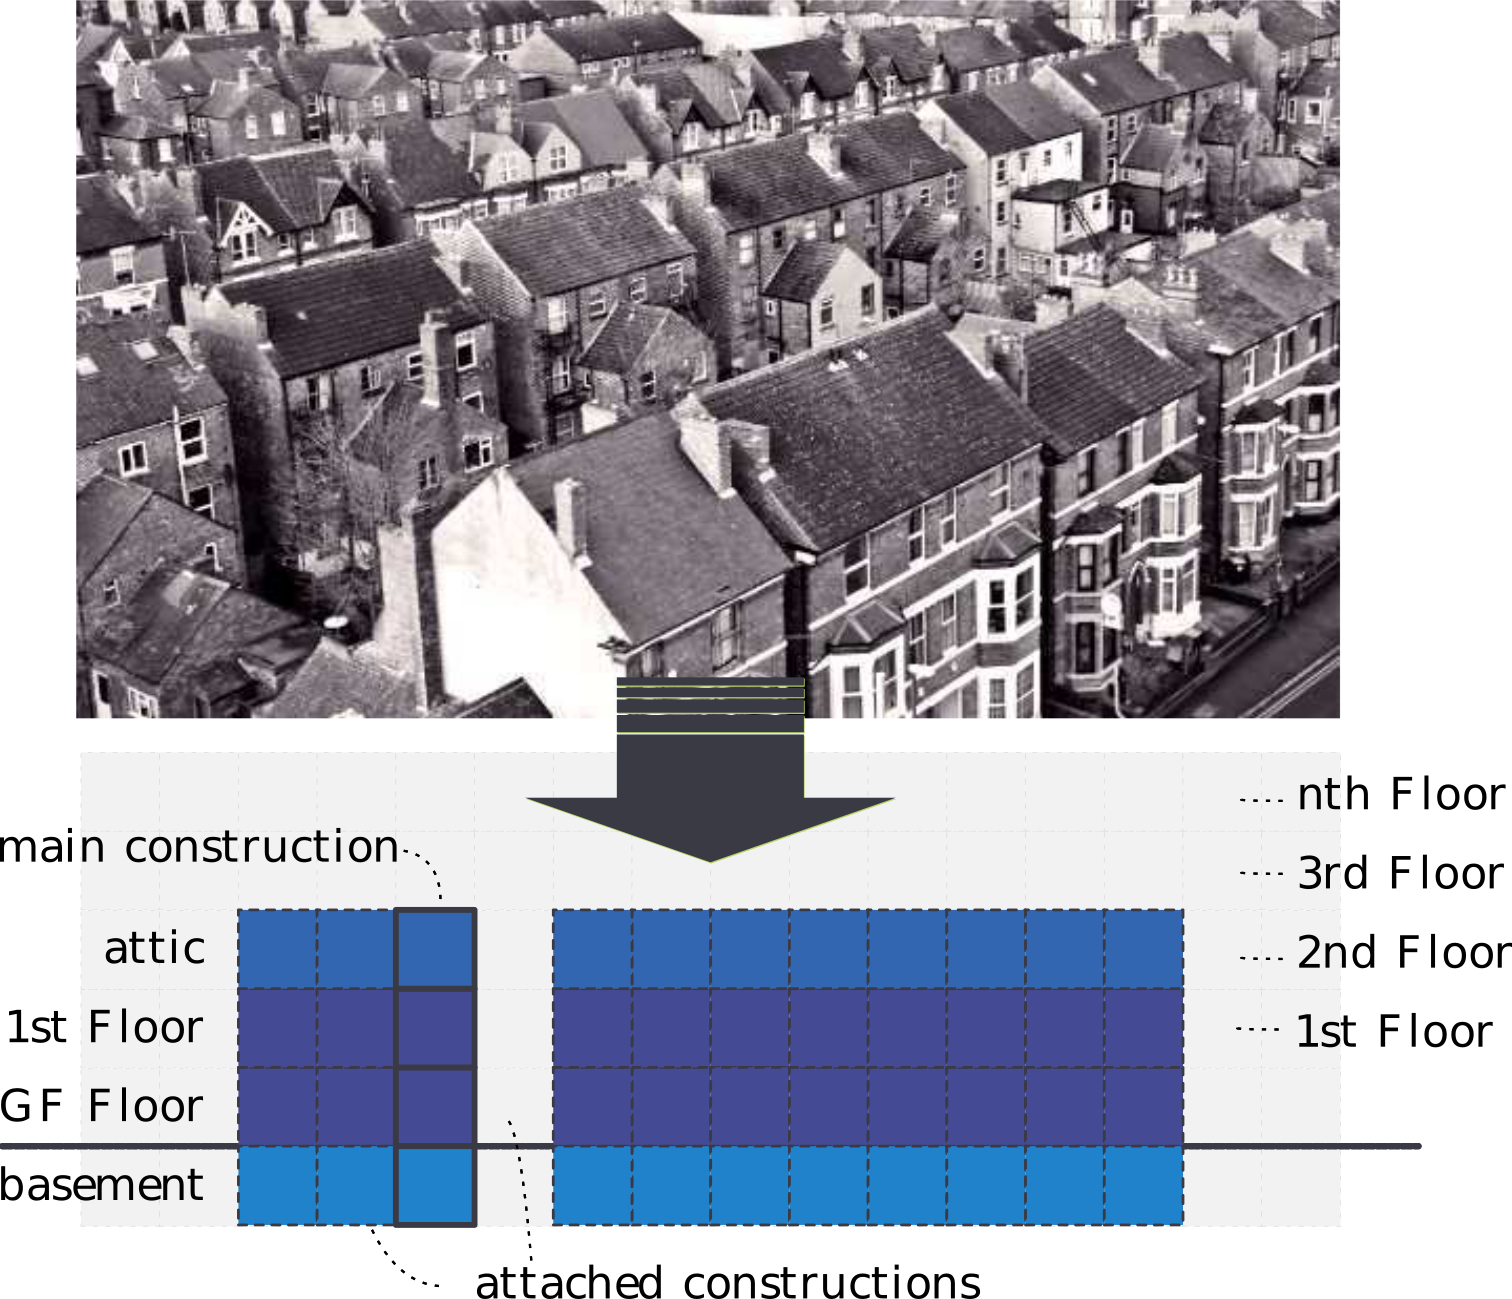 nth Floor
main construction
3rd Floor
attic
2nd Floor
1st Floor
1st Floor
GF Floor
basement
attached constructions